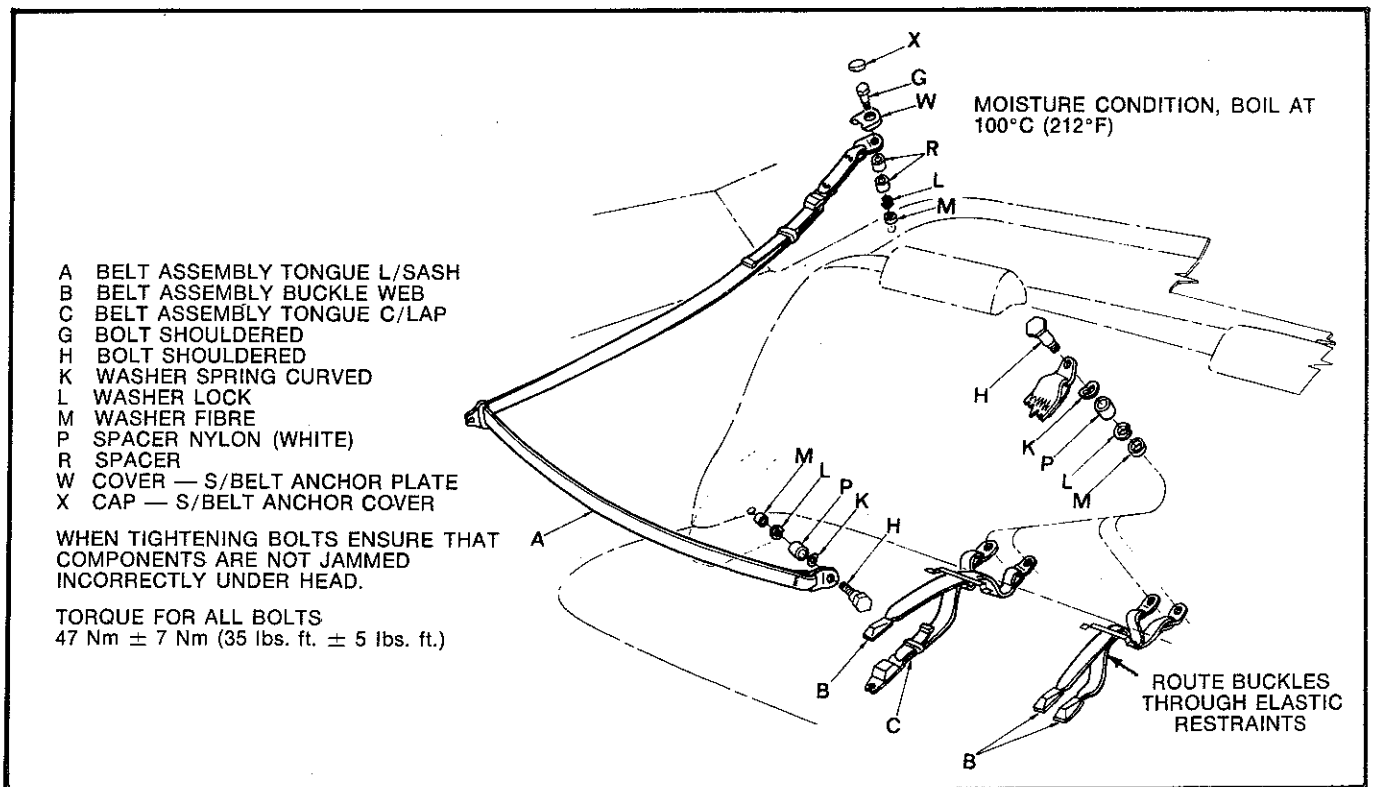 X
G
W
MOISTURE CONDITION, BOIL AT
100°C (212°F)
R
L
M
A BELT ASSEMBLY TONGUE L/SASH
B BELT ASSEMBLY BUCKLE WEB
C BELT ASSEMBLY TONGUE C/LAP
G BOLT SHOULDERED
H BOLT SHOULDERED
K WASHER SPRING CURVED
L WASHER LOCK
M WASHER FIBRE
P SPACER NYLON (WHITE)
R SPACER
W COVER — S/BELT ANCHOR PLATE
X CAP — S/BELT ANCHOR COVER
WHEN TIGHTENING BOLTS ENSURE THAT
COMPONENTS ARE NOT JAMMED
INCORRECTLY UNDER HEAD.
TORQUE FOR ALL BOLTS
47 Nm ± 7 Nm (35 lbs. ft. ± 5 lbs. ft.)
H
K
P
L
M
M
L
P
K
H
A
B
C
ROUTE BUCKLES
THROUGH ELASTIC
RESTRAINTS
B